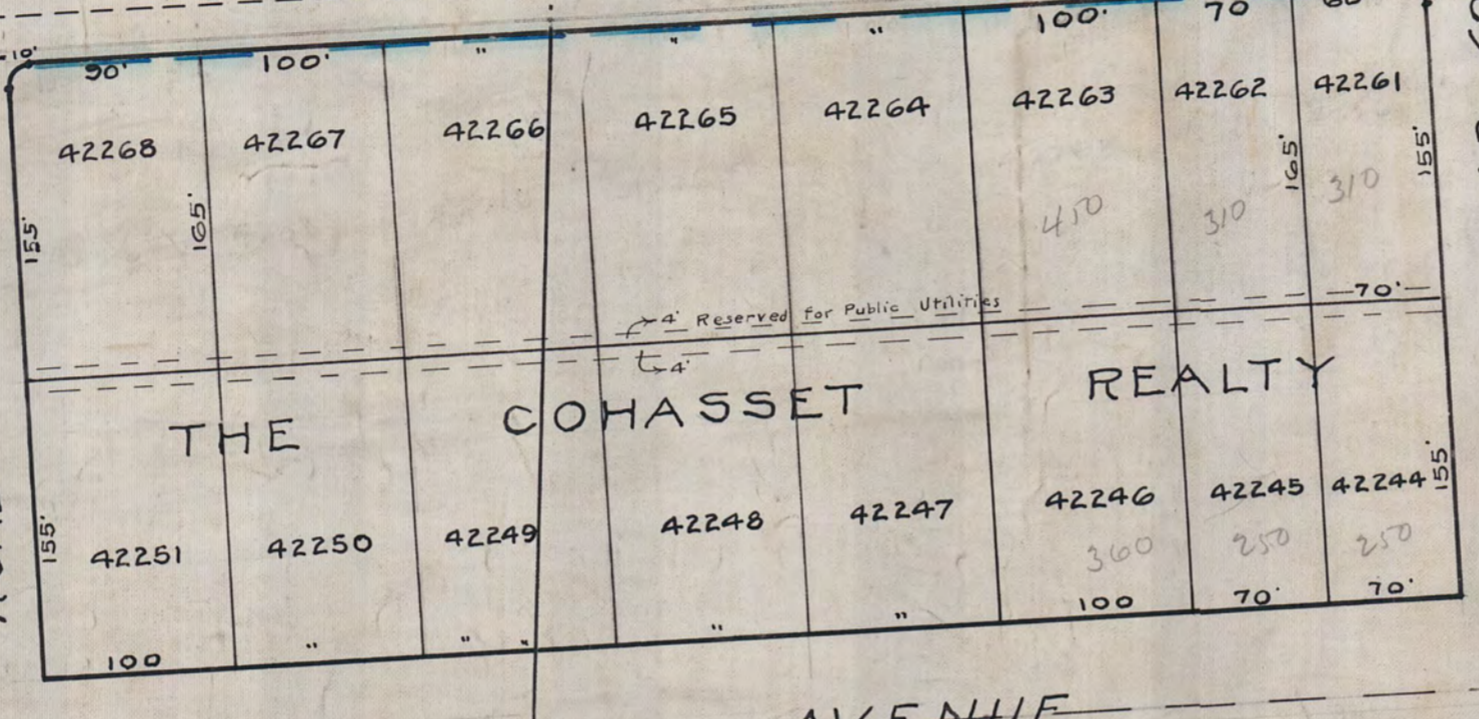 10'
90' 100' " " " 100' 70
42268 42267 42266 42265 42264 42263 42262 42261
155' 165' 165' 155'
450 310 310
4' Reserved for Public Utilities
70'
4'
THE COHASSET REALTY
155' 155'
42251 42250 42249 42248 42247 42246 42245 42244
360 250 250
100 " " " " " 100 70' 70'
AVENUE